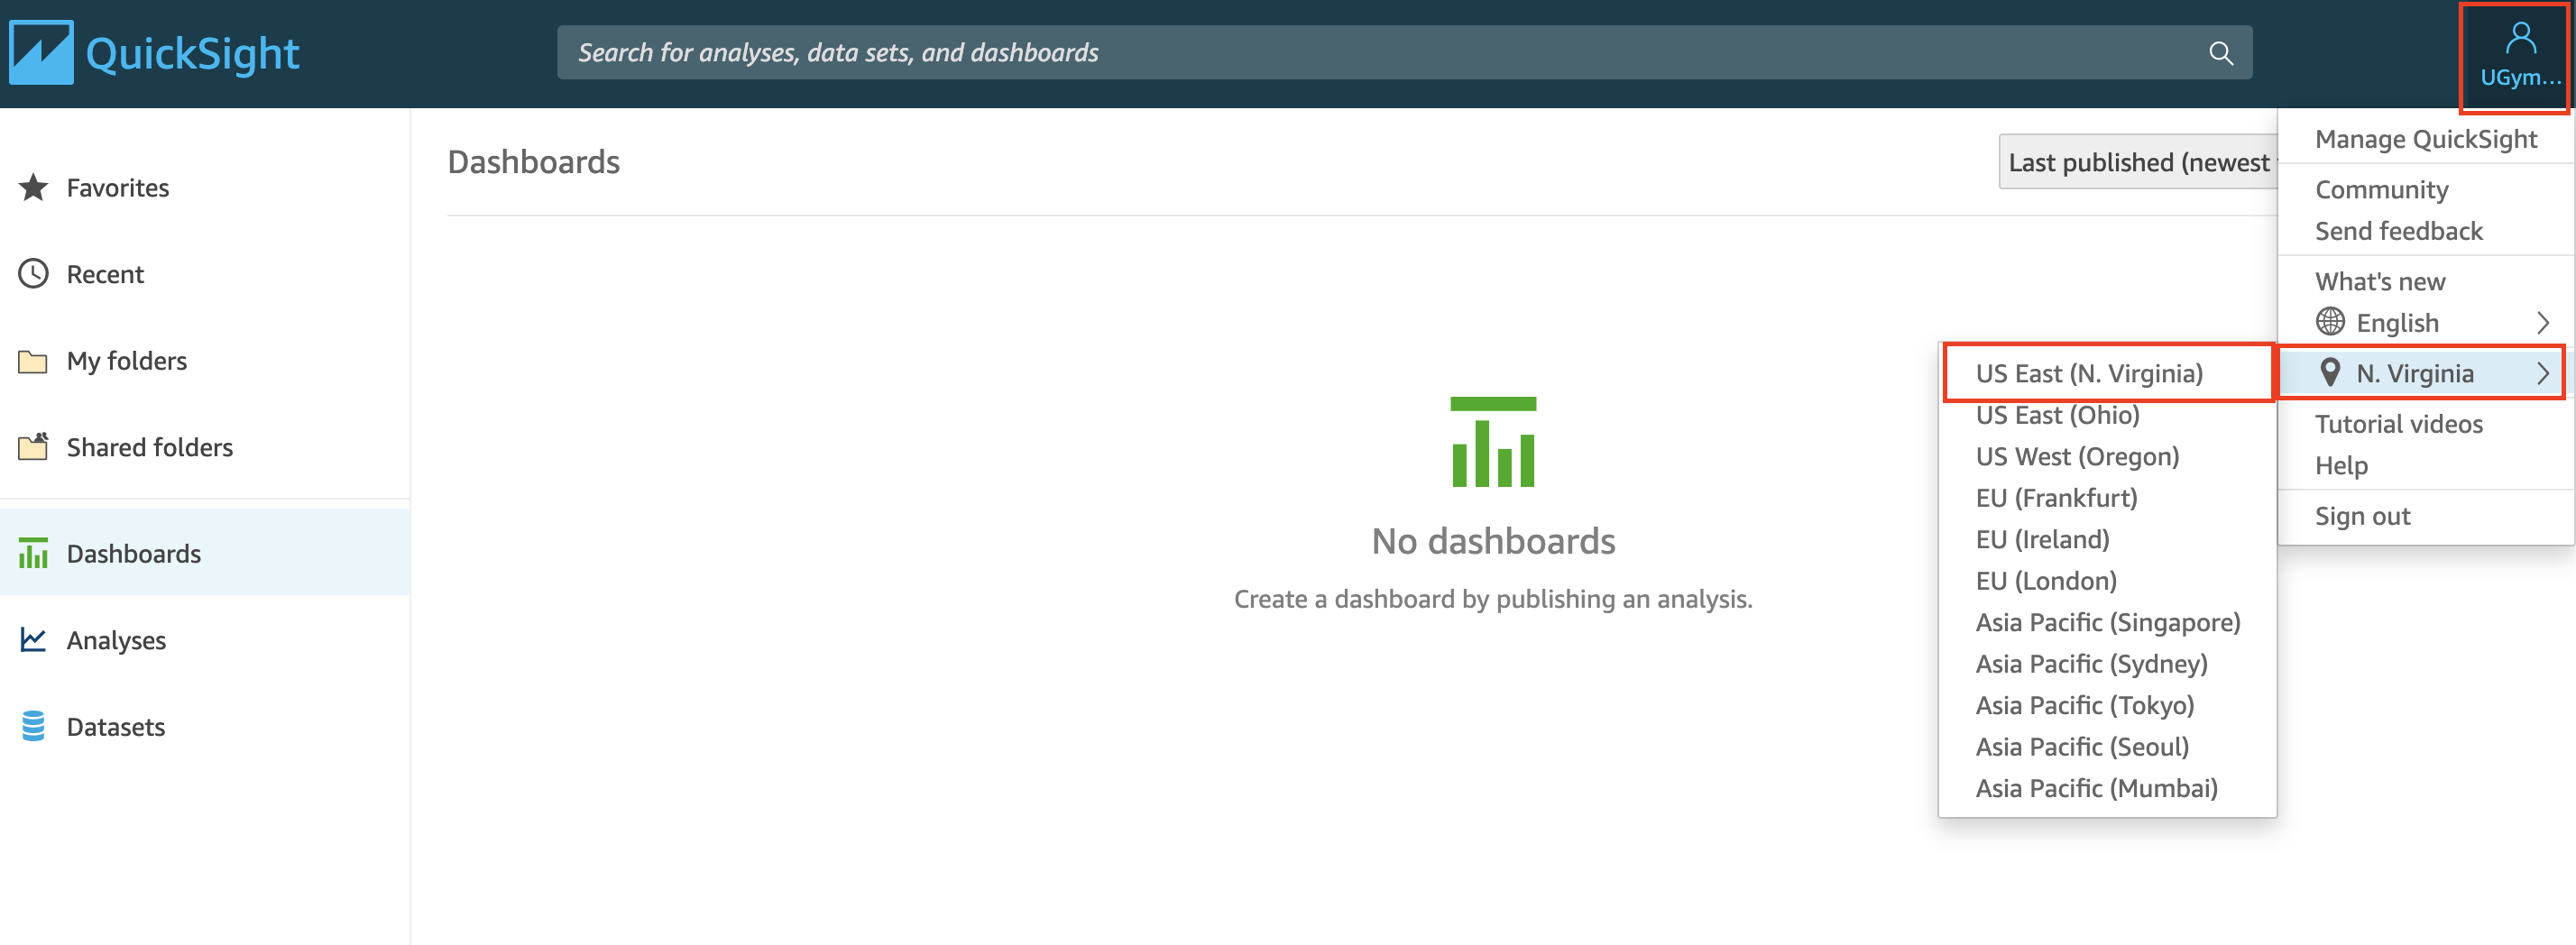 QuickSight
Search for analyses, data sets, and dashboards
UGym...
Favorites
Recent
My folders
Shared folders
Dashboards
Analyses
Datasets
Dashboards
Last published (newest
No dashboards
Create a dashboard by publishing an analysis.
Manage QuickSight
Community
Send feedback
What's new
English
N. Virginia
Tutorial videos
Help
Sign out
US East (N. Virginia)
US East (Ohio)
US West (Oregon)
EU (Frankfurt)
EU (Ireland)
EU (London)
Asia Pacific (Singapore)
Asia Pacific (Sydney)
Asia Pacific (Tokyo)
Asia Pacific (Seoul)
Asia Pacific (Mumbai)